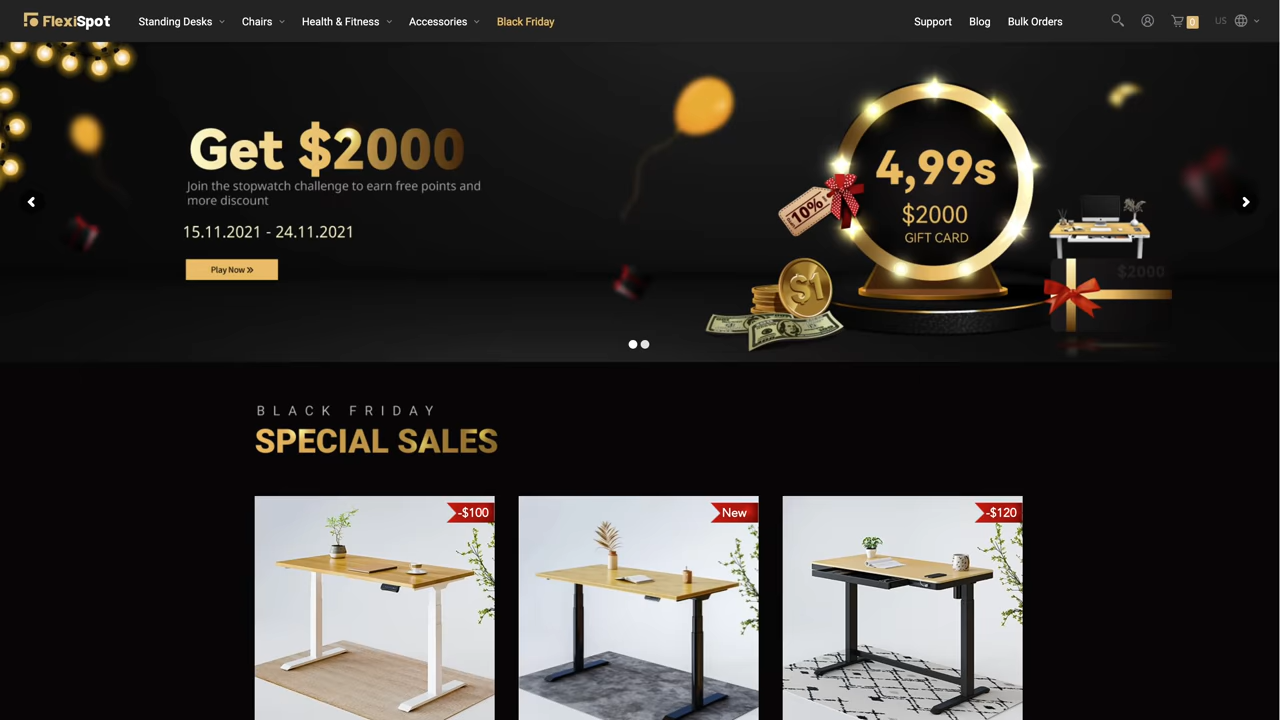 FlexiSpot
Standing Desks
Chairs
Health & Fitness
Accessories
Black Friday
Support
Blog
Bulk Orders
0
US
Get $2000
Join the stopwatch challenge to earn free points and
more discount
15.11.2021 - 24.11.2021
Play Now »
10%
4,99s
$2000
GIFT CARD
$1
$2000
BLACK FRIDAY
SPECIAL SALES
-$100
New
-$120